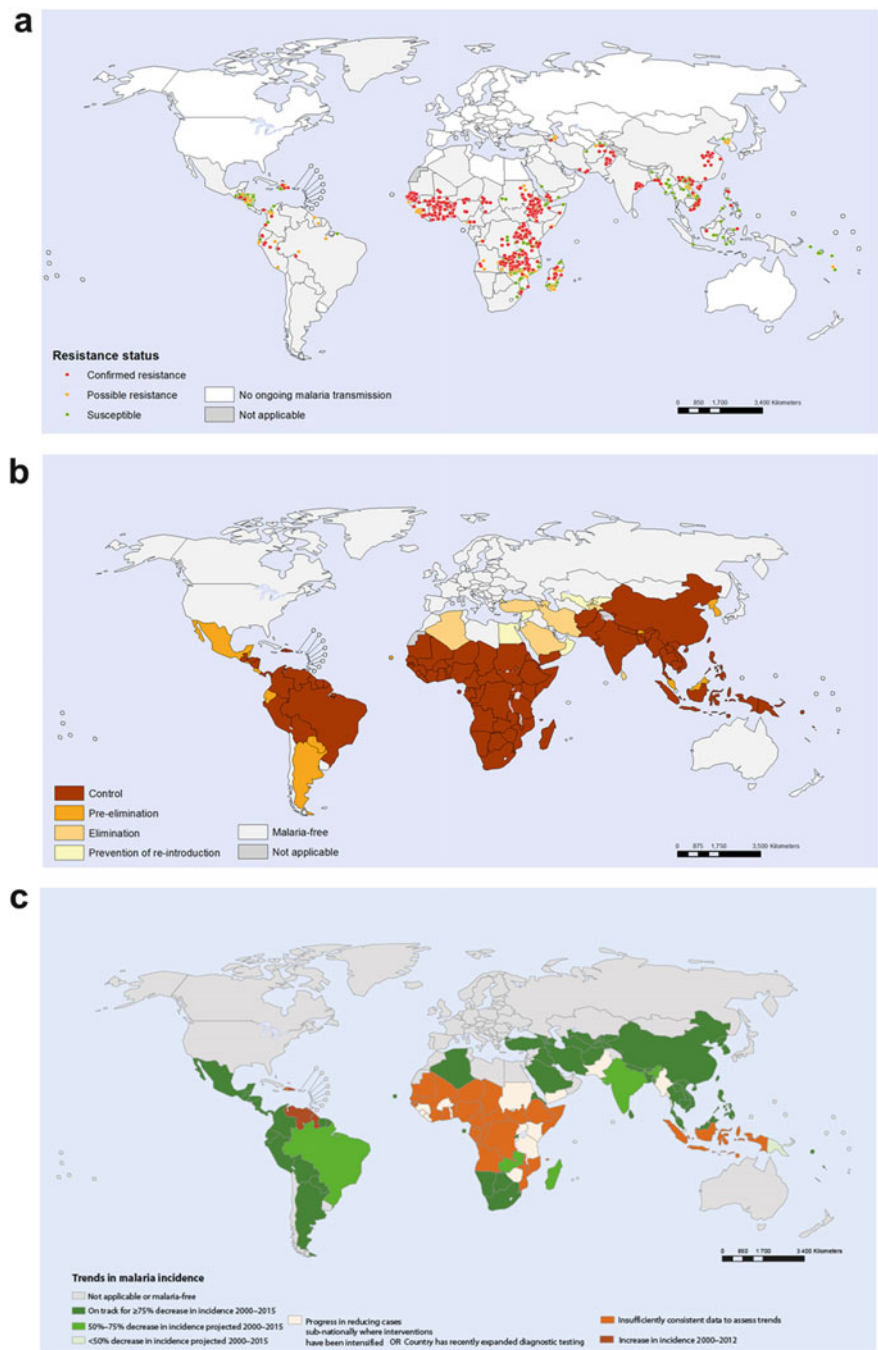 a
Resistance status
Confirmed resistance
Possible resistance
Susceptible
No ongoing malaria transmission
Not applicable
0 850 1,700 3,400 Kilometers
b
Control
Pre-elimination
Elimination
Prevention of re-introduction
Malaria-free
Not applicable
0 875 1,750 3,500 Kilometers
c
Trends in malaria incidence
Not applicable or malaria-free
On track for ≥75% decrease in incidence 2000–2015
50%–75% decrease in incidence projected 2000–2015
<50% decrease in incidence projected 2000–2015
Progress in reducing cases
sub-nationally where interventions
have been intensified OR Country has recently expanded diagnostic testing
Insufficiently consistent data to assess trends
Increase in incidence 2000–2012
0 850 1,700 3,400 Kilometers